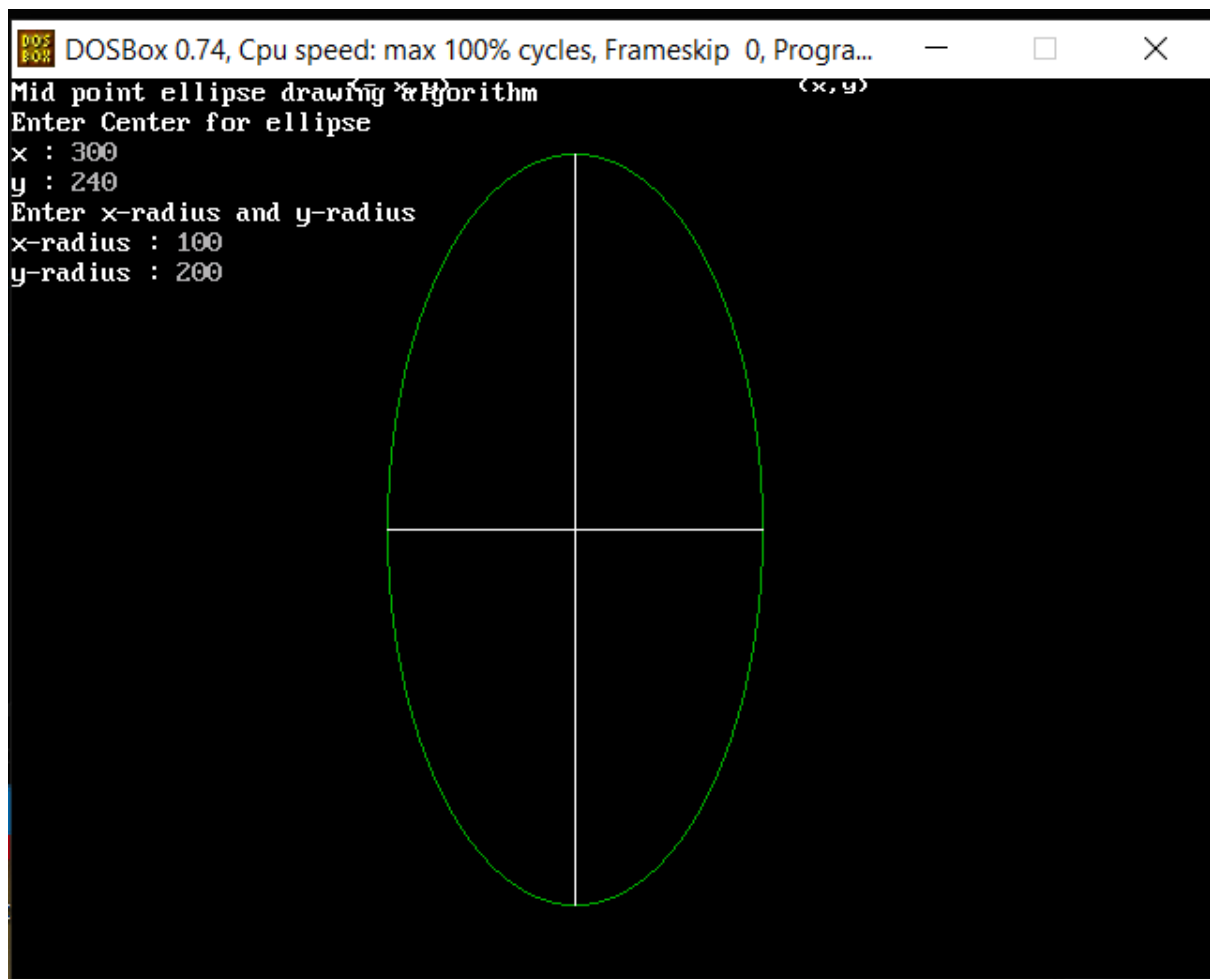 DOSBox 0.74, Cpu speed: max 100% cycles, Frameskip 0, Progra...
Mid point ellipse drawing algorithm (x,y)
Enter Center for ellipse
x : 300
y : 240
Enter x-radius and y-radius
x-radius : 100
y-radius : 200